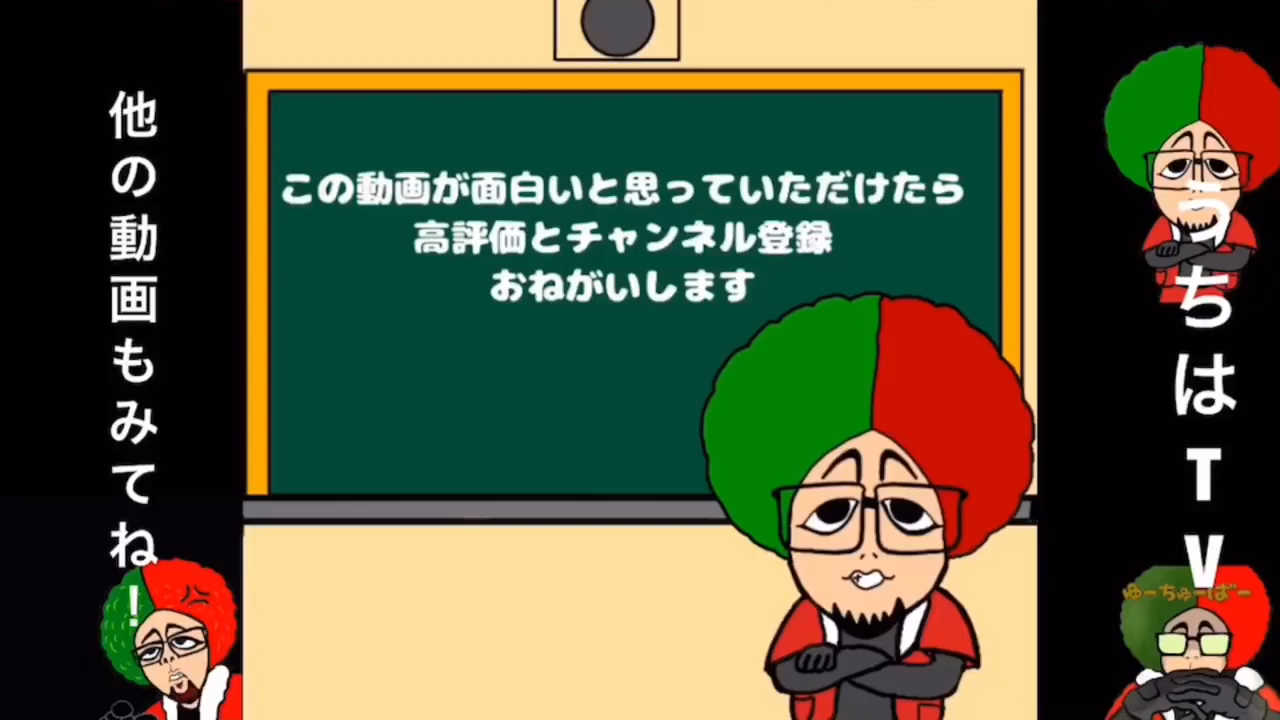 他の動画もみてね!
この動画が面白いと思っていただけたら
高評価とチャンネル登録
おねがいします
うちはTV
ゆーちゅーばー